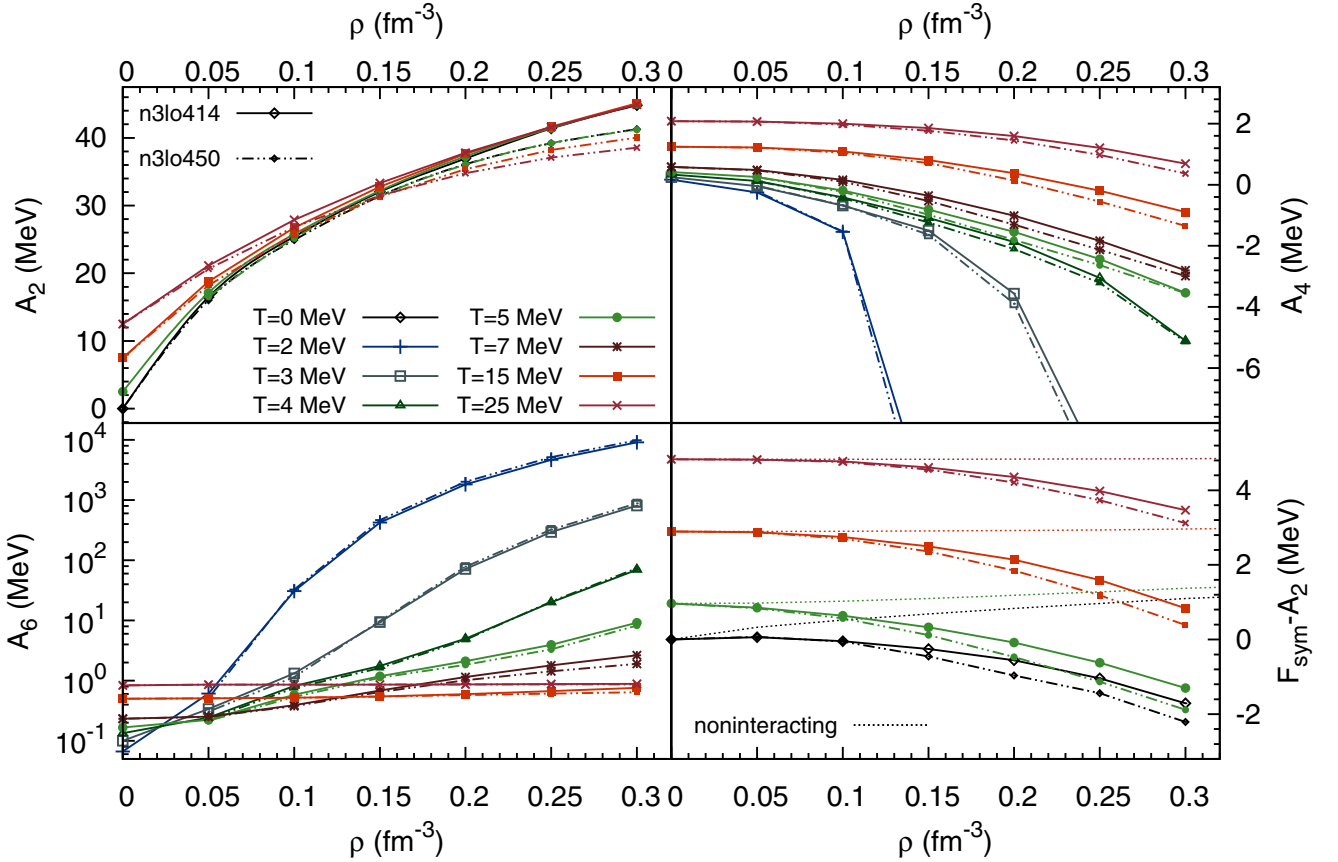 ρ (fm⁻³)
ρ (fm⁻³)
0 0.05 0.1 0.15 0.2 0.25 0.3
0 0.05 0.1 0.15 0.2 0.25 0.3
n3lo414
n3lo450
A₂ (MeV)
40
30
20
10
0
T=0 MeV
T=2 MeV
T=3 MeV
T=4 MeV
T=5 MeV
T=7 MeV
T=15 MeV
T=25 MeV
2
0
-2
-4
-6
A₄ (MeV)
A₆ (MeV)
10⁴
10³
10²
10¹
10⁰
10⁻¹
noninteracting
4
2
0
-2
F_sym-A₂ (MeV)
0 0.05 0.1 0.15 0.2 0.25 0.3
0 0.05 0.1 0.15 0.2 0.25 0.3
ρ (fm⁻³)
ρ (fm⁻³)